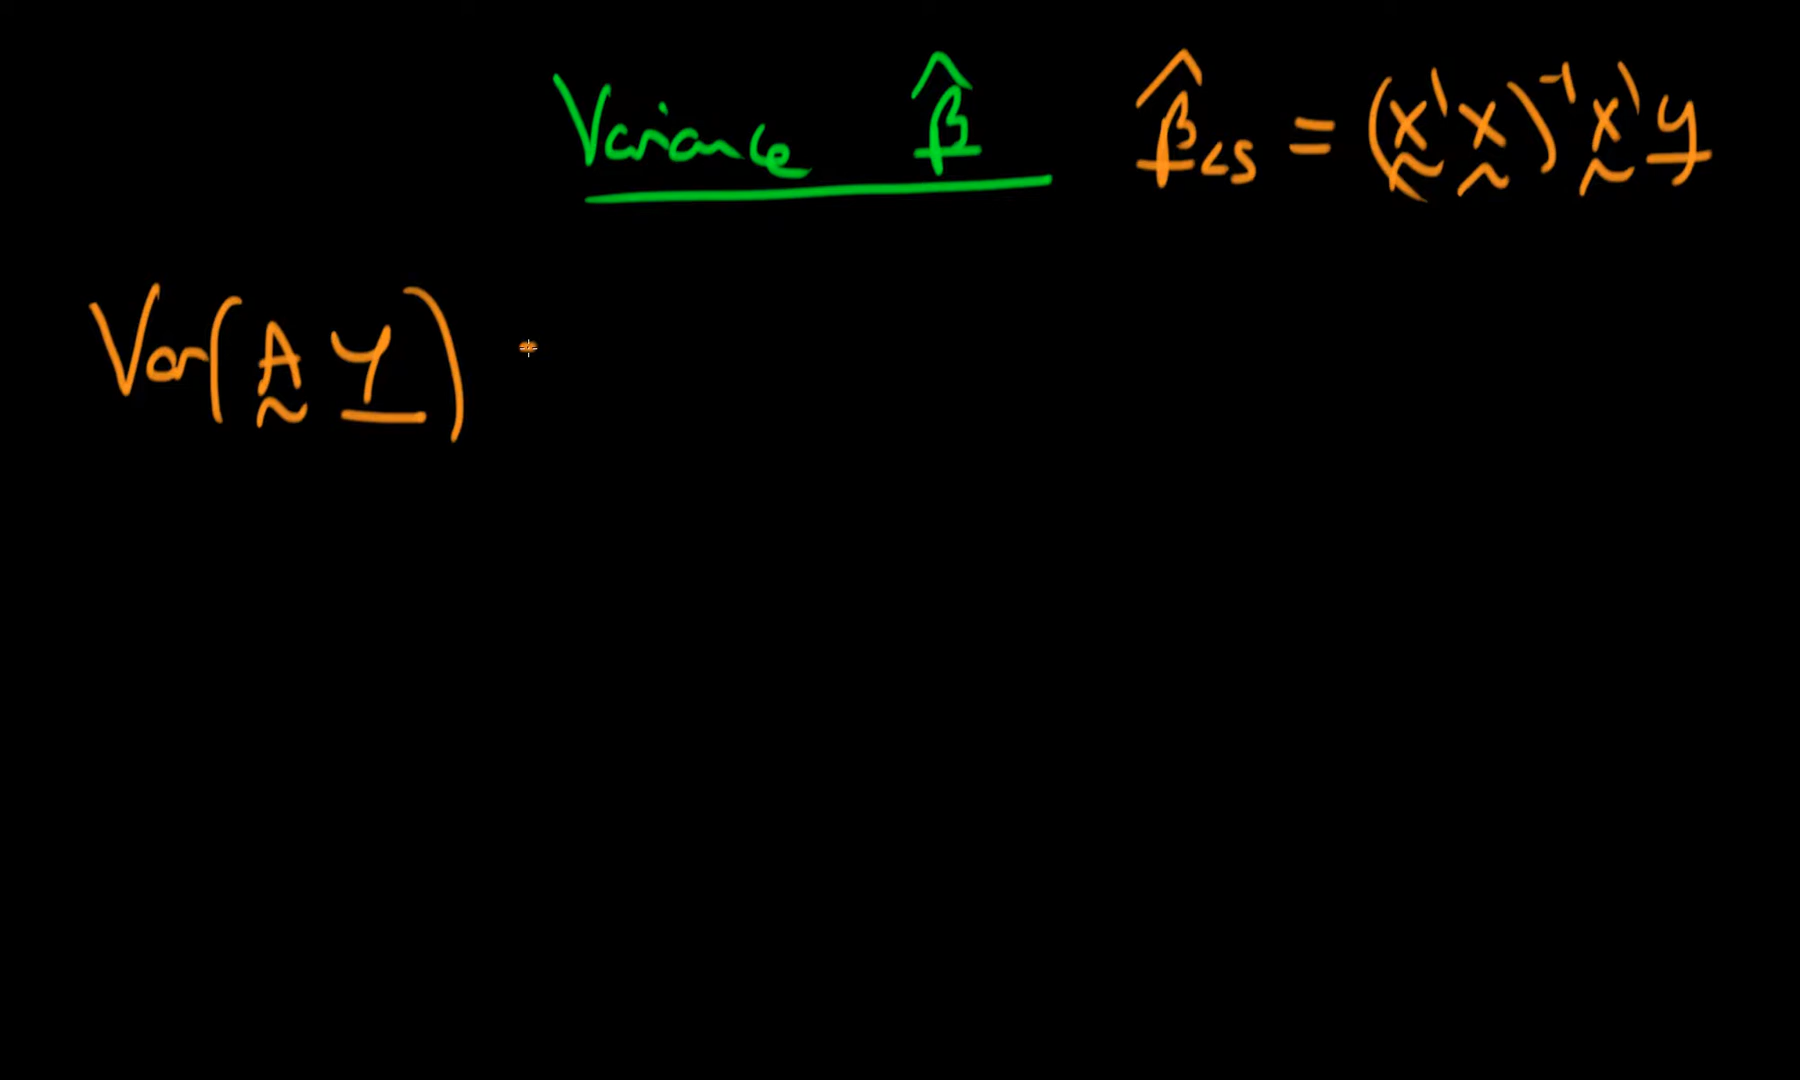 Variance β̂ β̂LS = (X'X)⁻¹X'y
Var(AY)